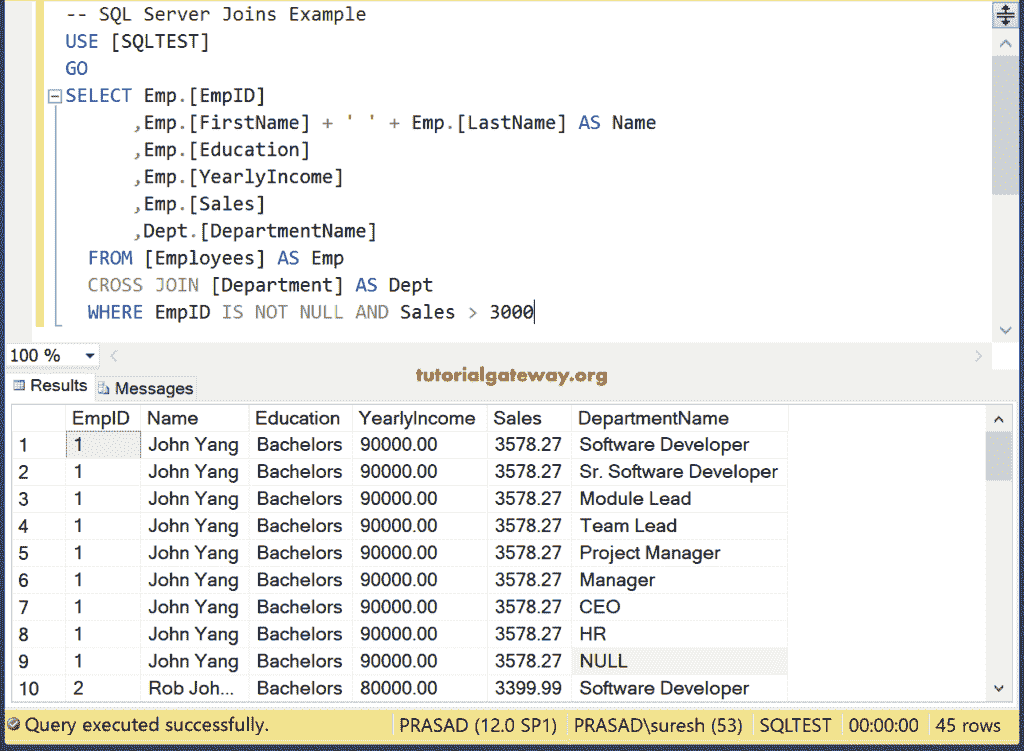 -- SQL Server Joins Example
USE [SQLTEST]
GO
SELECT Emp.[EmpID]
,Emp.[FirstName] + ' ' + Emp.[LastName] AS Name
,Emp.[Education]
,Emp.[YearlyIncome]
,Emp.[Sales]
,Dept.[DepartmentName]
FROM [Employees] AS Emp
CROSS JOIN [Department] AS Dept
WHERE EmpID IS NOT NULL AND Sales > 3000
100 %
tutorialgateway.org
Results Messages
EmpID Name Education YearlyIncome Sales DepartmentName
1 1 John Yang Bachelors 90000.00 3578.27 Software Developer
2 1 John Yang Bachelors 90000.00 3578.27 Sr. Software Developer
3 1 John Yang Bachelors 90000.00 3578.27 Module Lead
4 1 John Yang Bachelors 90000.00 3578.27 Team Lead
5 1 John Yang Bachelors 90000.00 3578.27 Project Manager
6 1 John Yang Bachelors 90000.00 3578.27 Manager
7 1 John Yang Bachelors 90000.00 3578.27 CEO
8 1 John Yang Bachelors 90000.00 3578.27 HR
9 1 John Yang Bachelors 90000.00 3578.27 NULL
10 2 Rob Joh... Bachelors 80000.00 3399.99 Software Developer
Query executed successfully. PRASAD (12.0 SP1) PRASAD\suresh (53) SQLTEST 00:00:00 45 rows